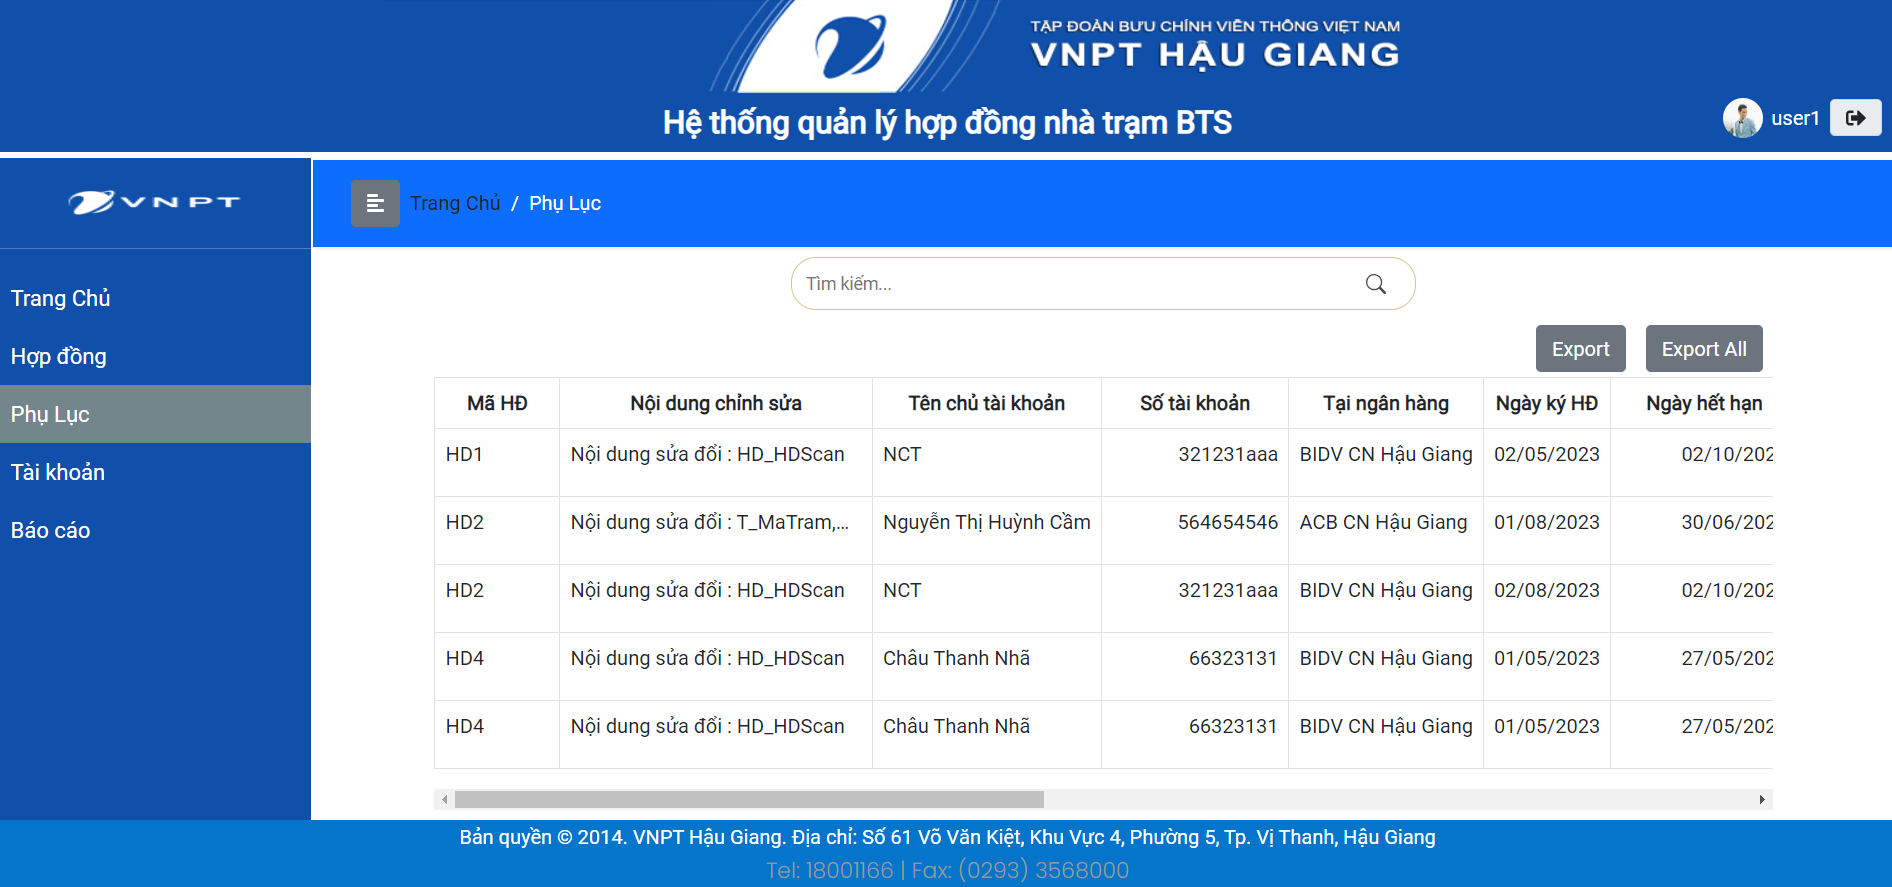 TẬP ĐOÀN BƯU CHÍNH VIỄN THÔNG VIỆT NAM
VNPT HẬU GIANG
Hệ thống quản lý hợp đồng nhà trạm BTS
user1
VNPT
Trang Chủ / Phụ Lục
Trang Chủ
Hợp đồng
Phụ Lục
Tài khoản
Báo cáo
Tìm kiếm...
Export Export All
Mã HĐ Nội dung chỉnh sửa Tên chủ tài khoản Số tài khoản Tại ngân hàng Ngày ký HĐ Ngày hết hạn
HD1 Nội dung sửa đổi : HD_HDScan NCT 321231aaa BIDV CN Hậu Giang 02/05/2023 02/10/202
HD2 Nội dung sửa đổi : T_MaTram,... Nguyễn Thị Huỳnh Cầm 564654546 ACB CN Hậu Giang 01/08/2023 30/06/202
HD2 Nội dung sửa đổi : HD_HDScan NCT 321231aaa BIDV CN Hậu Giang 02/08/2023 02/10/202
HD4 Nội dung sửa đổi : HD_HDScan Châu Thanh Nhã 66323131 BIDV CN Hậu Giang 01/05/2023 27/05/202
HD4 Nội dung sửa đổi : HD_HDScan Châu Thanh Nhã 66323131 BIDV CN Hậu Giang 01/05/2023 27/05/202
Bản quyền © 2014. VNPT Hậu Giang. Địa chỉ: Số 61 Võ Văn Kiệt, Khu Vực 4, Phường 5, Tp. Vị Thanh, Hậu Giang
Tel: 18001166 | Fax: (0293) 3568000